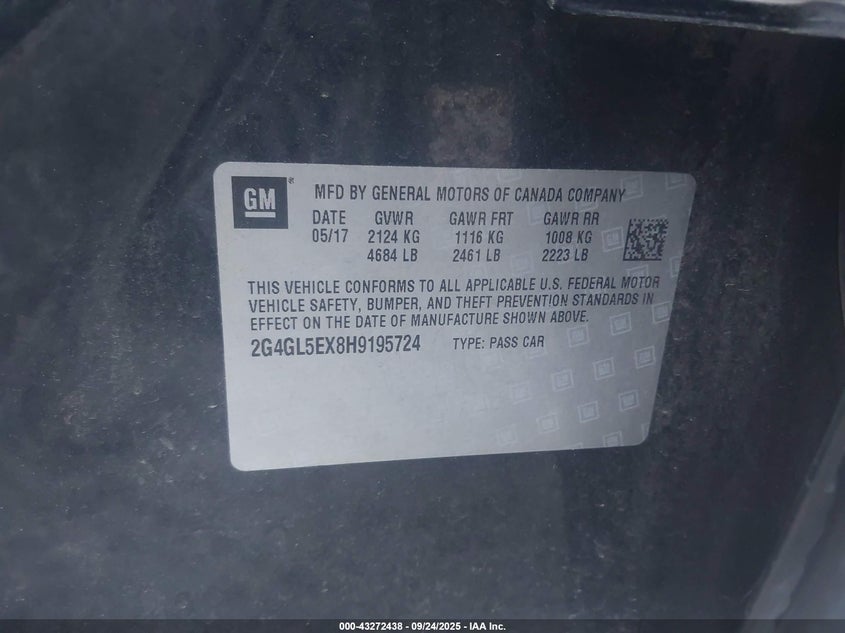 GM®
MFD BY GENERAL MOTORS OF CANADA COMPANY
DATE GVWR GAWR FRT GAWR RR
05/17 2124 KG 1116 KG 1008 KG
4684 LB 2461 LB 2223 LB
THIS VEHICLE CONFORMS TO ALL APPLICABLE U.S. FEDERAL MOTOR
VEHICLE SAFETY, BUMPER, AND THEFT PREVENTION STANDARDS IN
EFFECT ON THE DATE OF MANUFACTURE SHOWN ABOVE.
2G4GL5EX8H9195724 TYPE: PASS CAR
000-43272438 - 09/24/2025 - IAA Inc.